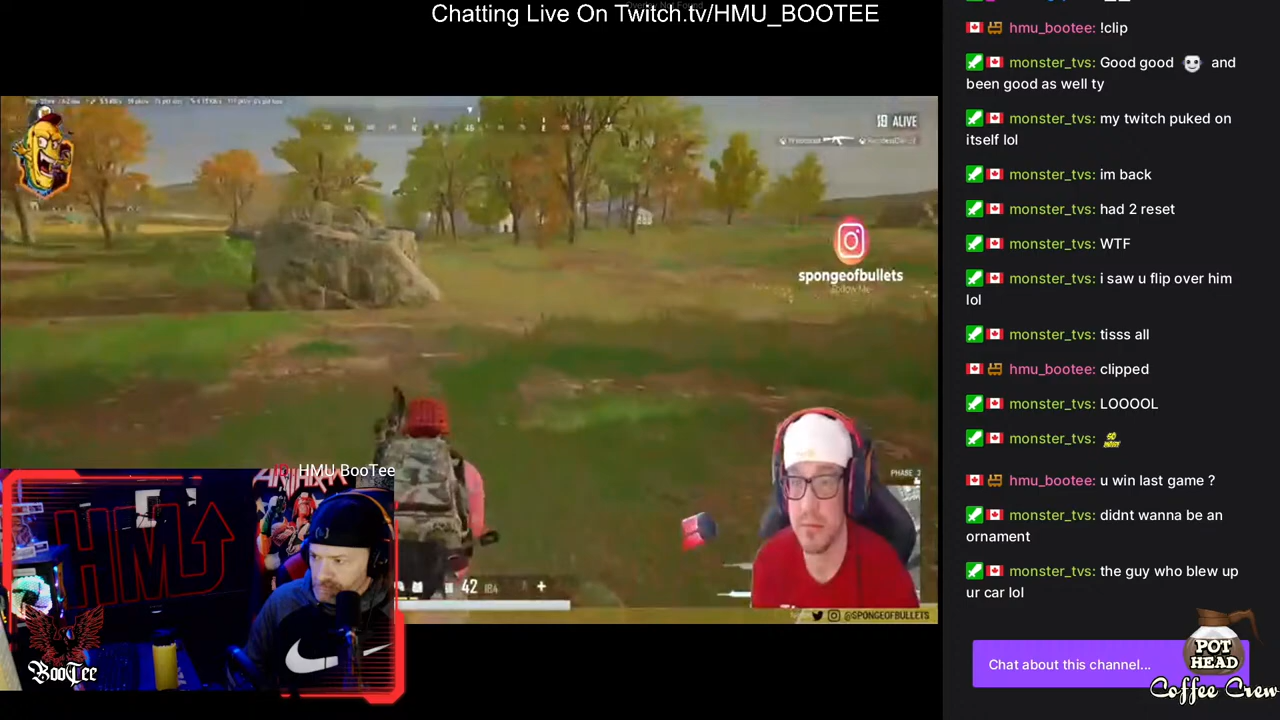 Chatting Live On Twitch.tv/HMU_BOOTEE
19 ALIVE
spongeofbullets
Follow Me
HMU BooTee
HMU
BooTee
PHASE
42
@SPONGEOFBULLETS
hmu_bootee: !clip
monster_tvs: Good good and
been good as well ty
monster_tvs: my twitch puked on
itself lol
monster_tvs: im back
monster_tvs: had 2 reset
monster_tvs: WTF
monster_tvs: i saw u flip over him
lol
monster_tvs: tisss all
hmu_bootee: clipped
monster_tvs: LOOOOL
monster_tvs:
hmu_bootee: u win last game ?
monster_tvs: didnt wanna be an
ornament
monster_tvs: the guy who blew up
ur car lol
Chat about this channel...
POT
HEAD
Coffee Crew